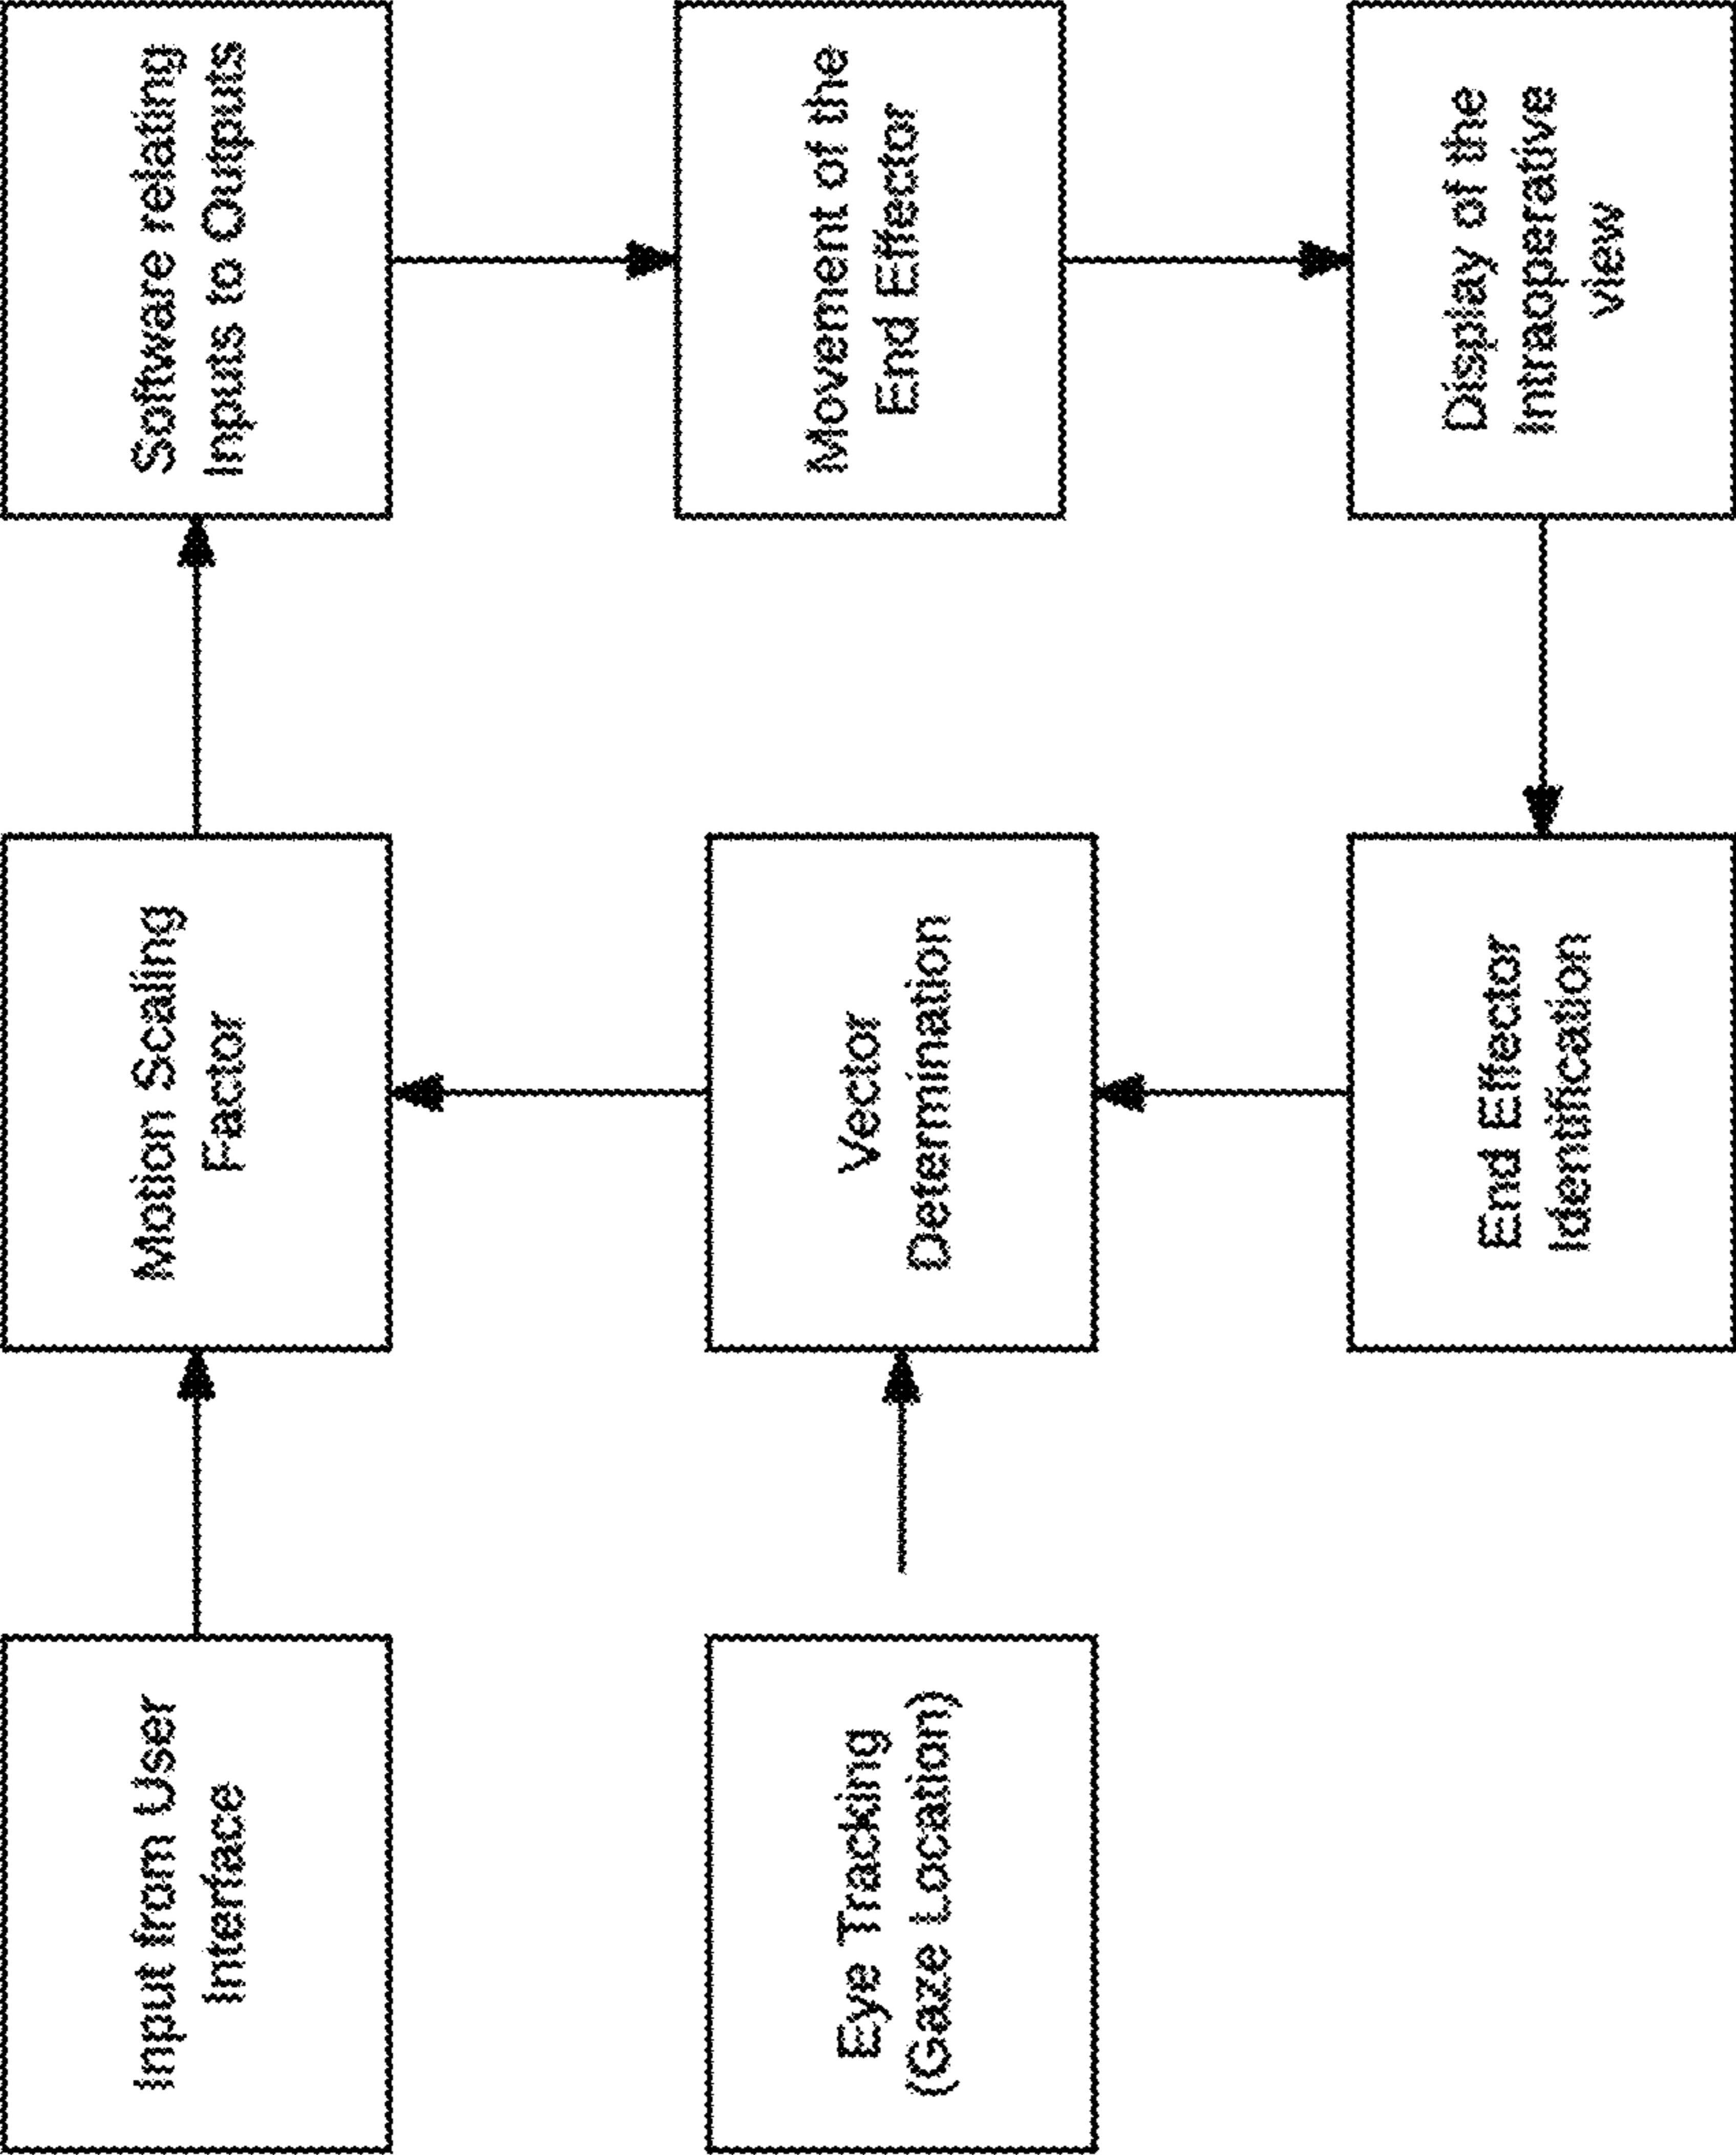 Input from User
Interface
Motion Scaling
Factor
Software relating
Inputs to Outputs
Eye Tracking
(Gaze Location)
Vector
Determination
Movement of the
End Effector
End Effector
Identification
Display of the
Intraoperative
view